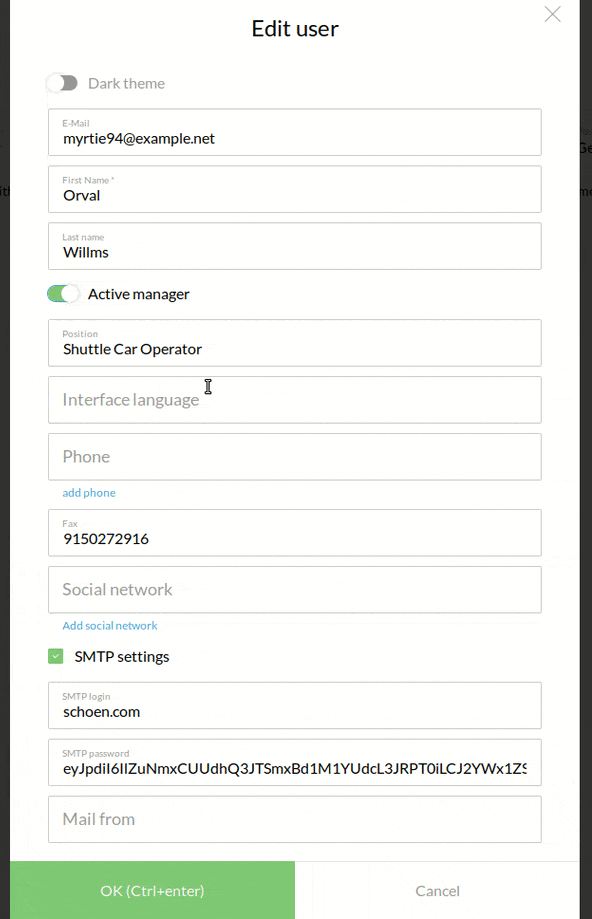 Edit user
Dark theme
E-Mail
myrtie94@example.net
First Name *
Orval
Last name
Willms
Active manager
Position
Shuttle Car Operator
Interface language
Phone
add phone
Fax
9150272916
Social network
Add social network
SMTP settings
SMTP login
schoen.com
SMTP password
eyJpdiI6IlZuNmxCUUdhQ3JTSmxBd1M1YUdcL3JRPT0iLCJ2YWx1ZS
Mail from
OK (Ctrl+enter)
Cancel